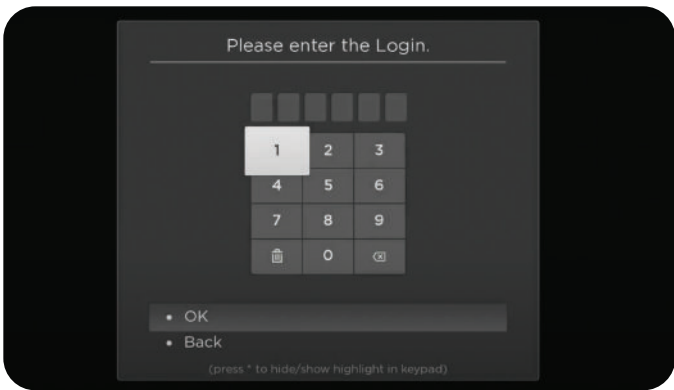 Please enter the Login.
1 2 3
4 5 6
7 8 9
0
• OK
• Back
(press * to hide/show highlight in keypad)